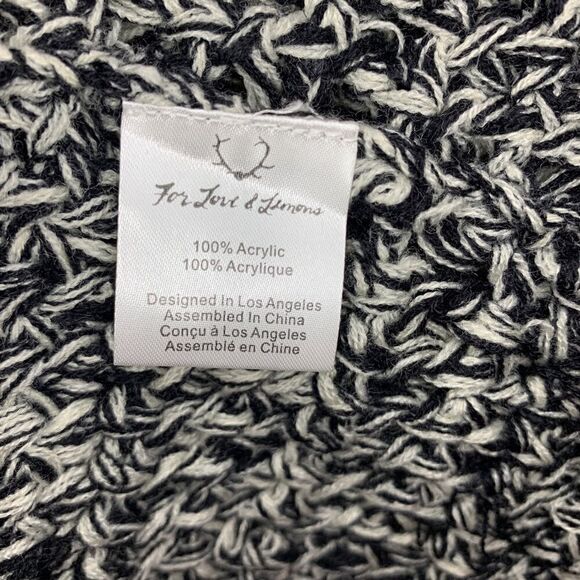 For Love & Lemons
100% Acrylic
100% Acrylique
Designed In Los Angeles
Assembled In China
Conçu à Los Angeles
Assemblé en Chine